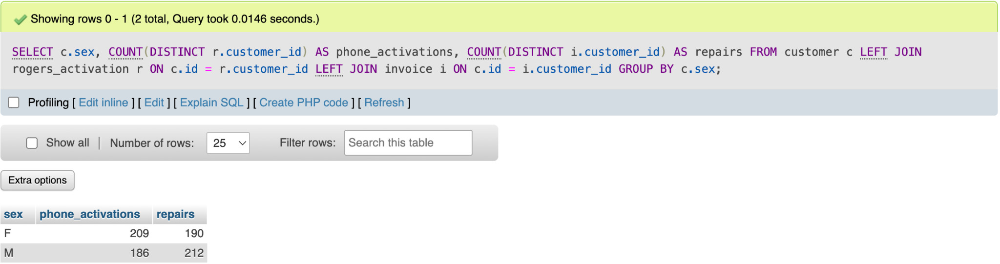 Showing rows 0 - 1 (2 total, Query took 0.0146 seconds.)
SELECT c.sex, COUNT(DISTINCT r.customer_id) AS phone_activations, COUNT(DISTINCT i.customer_id) AS repairs FROM customer c LEFT JOIN
rogers_activation r ON c.id = r.customer_id LEFT JOIN invoice i ON c.id = i.customer_id GROUP BY c.sex;
Profiling [ Edit inline ] [ Edit ] [ Explain SQL ] [ Create PHP code ] [ Refresh ]
Show all | Number of rows: 25 Filter rows: Search this table
Extra options
sex phone_activations repairs
F 209 190
M 186 212